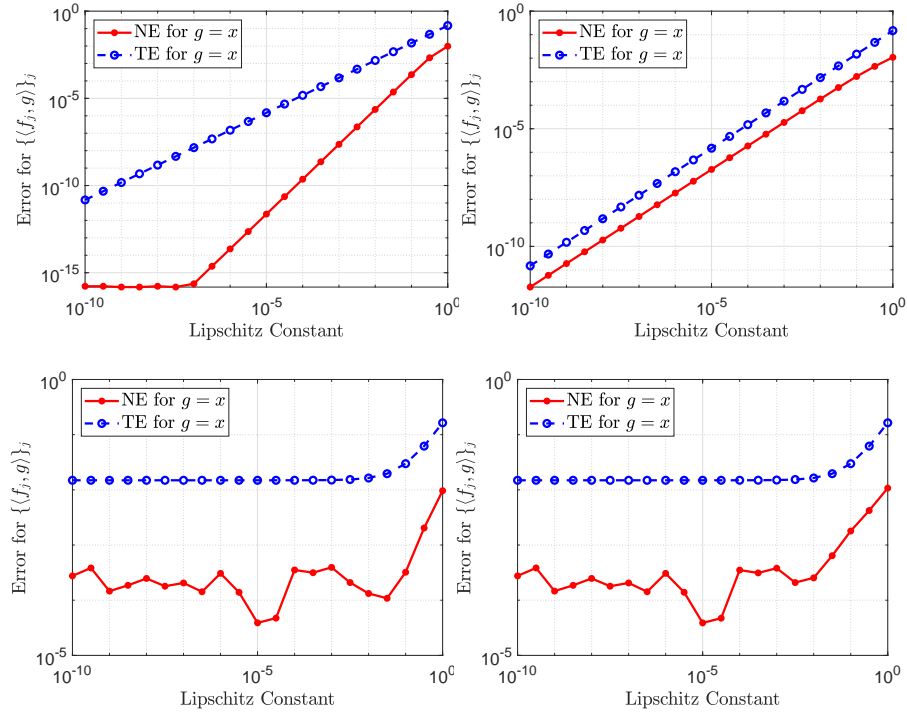 10^0
10^-5
10^-10
10^-15
Error for {⟨f_j, g⟩}_j
NE for g = x
TE for g = x
10^-10
10^-5
10^0
Lipschitz Constant
10^0
10^-5
10^-10
Error for {⟨f_j, g⟩}_j
NE for g = x
TE for g = x
10^-10
10^-5
10^0
Lipschitz Constant
10^0
10^-5
Error for {⟨f_j, g⟩}_j
NE for g = x
TE for g = x
10^-10
10^-5
10^0
Lipschitz Constant
10^0
10^-5
Error for {⟨f_j, g⟩}_j
NE for g = x
TE for g = x
10^-10
10^-5
10^0
Lipschitz Constant